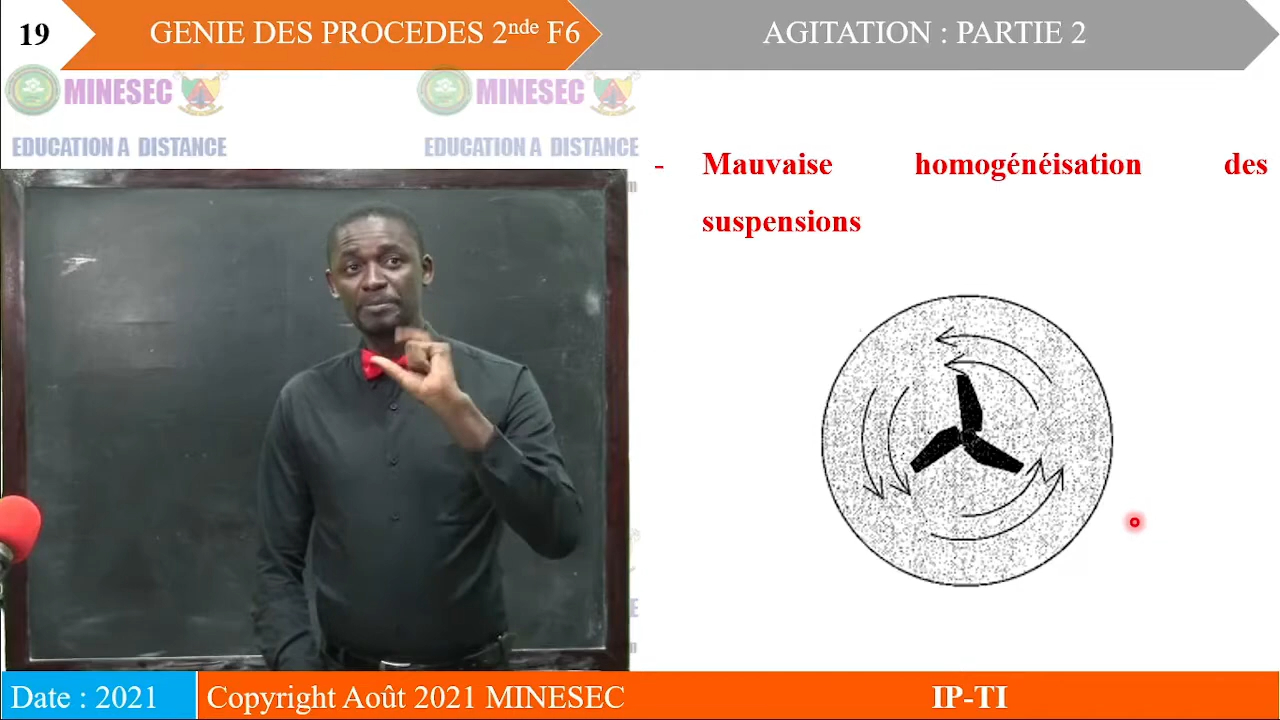 19
GENIE DES PROCEDES 2nde F6
AGITATION : PARTIE 2
MINESEC
MINESEC
EDUCATION A DISTANCE
EDUCATION A DISTANCE
- Mauvaise homogénéisation des
suspensions
Date : 2021
Copyright Août 2021 MINESEC
IP-TI